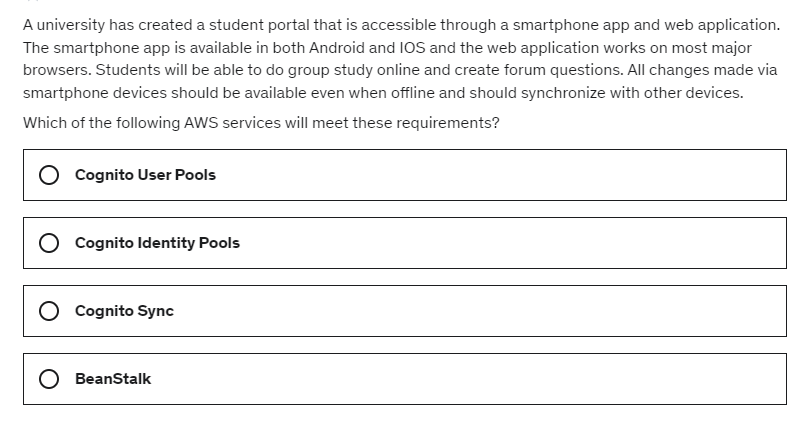 A university has created a student portal that is accessible through a smartphone app and web application.
The smartphone app is available in both Android and IOS and the web application works on most major
browsers. Students will be able to do group study online and create forum questions. All changes made via
smartphone devices should be available even when offline and should synchronize with other devices.
Which of the following AWS services will meet these requirements?
Cognito User Pools
Cognito Identity Pools
Cognito Sync
BeanStalk